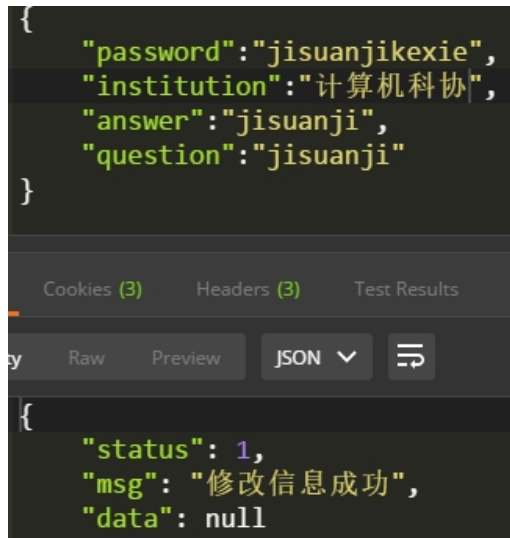 {
"password":"jisuanjikexie",
"institution":"计算机科协",
"answer":"jisuanji",
"question":"jisuanji"
}
Cookies (3) Headers (3) Test Results
ty Raw Preview JSON
{
"status": 1,
"msg": "修改信息成功",
"data": null